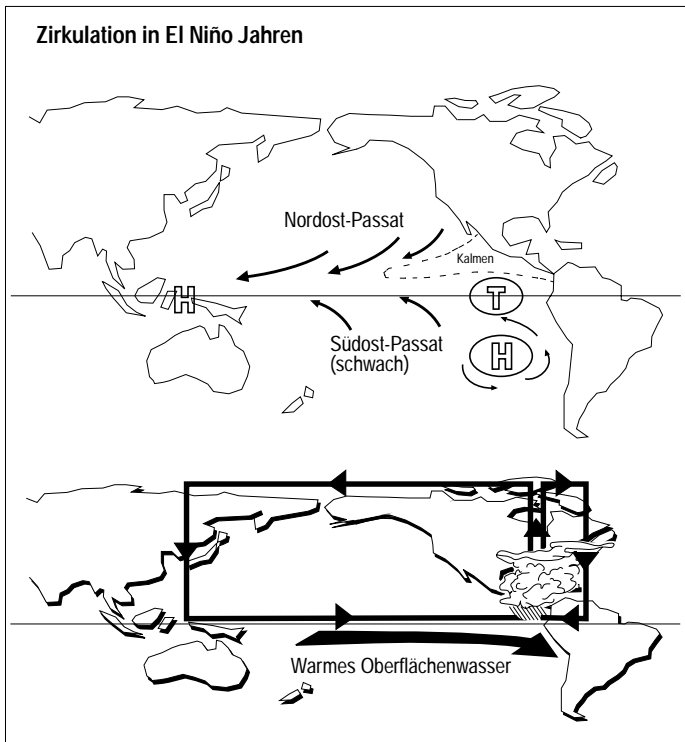 Zirkulation in El Niño Jahren
Nordost-Passat
Kalmen
H
T
Südost-Passat
(schwach)
H
Warmes Oberflächenwasser